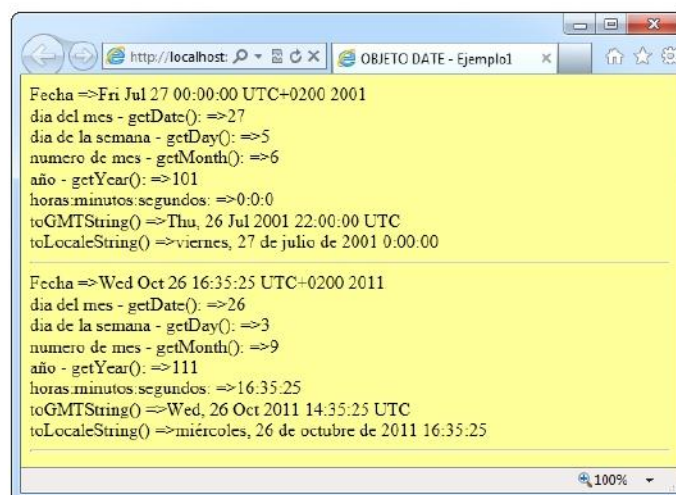 http://localhost:
OBJETO DATE - Ejemplo1
Fecha =>Fri Jul 27 00:00:00 UTC+0200 2001
dia del mes - getDate(): =>27
dia de la semana - getDay(): =>5
numero de mes - getMonth(): =>6
año - getYear(): =>101
horas:minutos:segundos: =>0:0:0
toGMTString() =>Thu, 26 Jul 2001 22:00:00 UTC
toLocaleString() =>viernes, 27 de julio de 2001 0:00:00
Fecha =>Wed Oct 26 16:35:25 UTC+0200 2011
dia del mes - getDate(): =>26
dia de la semana - getDay(): =>3
numero de mes - getMonth(): =>9
año - getYear(): =>111
horas:minutos:segundos: =>16:35:25
toGMTString() =>Wed, 26 Oct 2011 14:35:25 UTC
toLocaleString() =>miércoles, 26 de octubre de 2011 16:35:25
100%